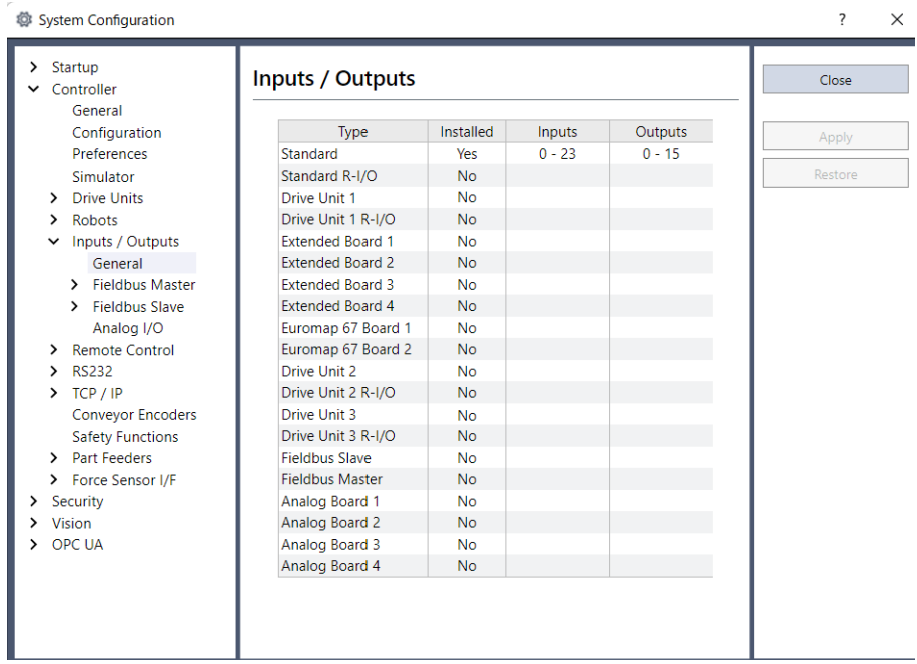 System Configuration ? ×
Startup
Controller
General
Configuration
Preferences
Simulator
Drive Units
Robots
Inputs / Outputs
General
Fieldbus Master
Fieldbus Slave
Analog I/O
Remote Control
RS232
TCP / IP
Conveyor Encoders
Safety Functions
Part Feeders
Force Sensor I/F
Security
Vision
OPC UA
Inputs / Outputs
Type Installed Inputs Outputs
Standard Yes 0 - 23 0 - 15
Standard R-I/O No
Drive Unit 1 No
Drive Unit 1 R-I/O No
Extended Board 1 No
Extended Board 2 No
Extended Board 3 No
Extended Board 4 No
Euromap 67 Board 1 No
Euromap 67 Board 2 No
Drive Unit 2 No
Drive Unit 2 R-I/O No
Drive Unit 3 No
Drive Unit 3 R-I/O No
Fieldbus Slave No
Fieldbus Master No
Analog Board 1 No
Analog Board 2 No
Analog Board 3 No
Analog Board 4 No
Close
Apply
Restore